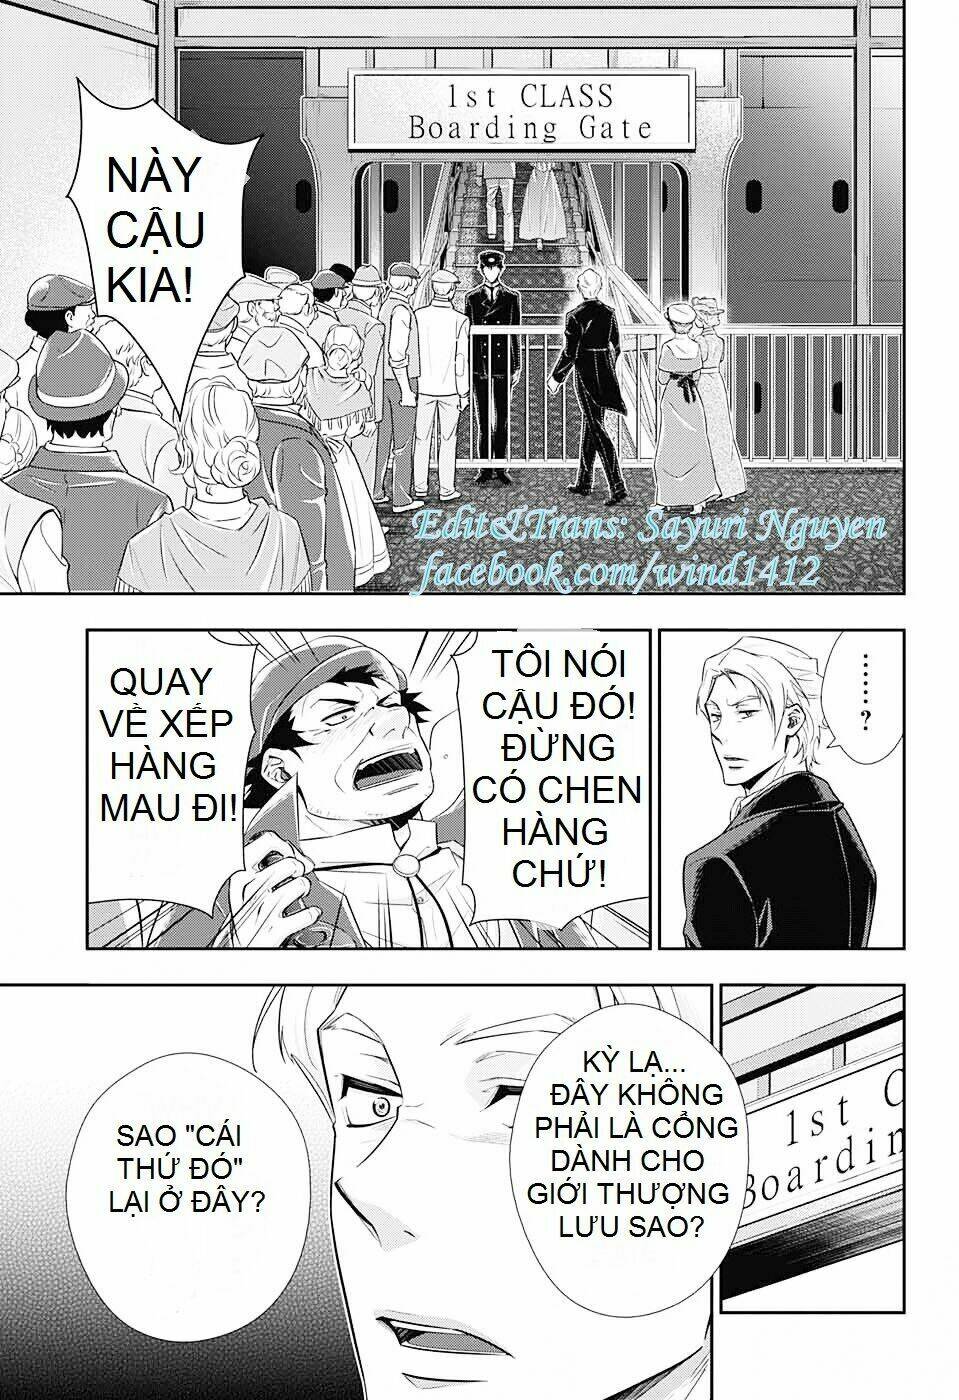 1st CLASS
Boarding Gate
NÀY
CẬU
KIA!
Edit&Trans: Sayuri Nguyen
facebook.com/wind1412
......?
TÔI NÓI
CẬU ĐÓ!
ĐỪNG
CÓ CHEN
HÀNG
CHỨ!
QUAY
VỀ XẾP
HÀNG
MAU ĐI!
1st C
Boardin
KỲ LẠ...
ĐÂY KHÔNG
PHẢI LÀ CỔNG
DÀNH CHO
GIỚI THƯỢNG
LƯU SAO?
SAO "CÁI
THỨ ĐÓ"
LẠI Ở ĐÂY?